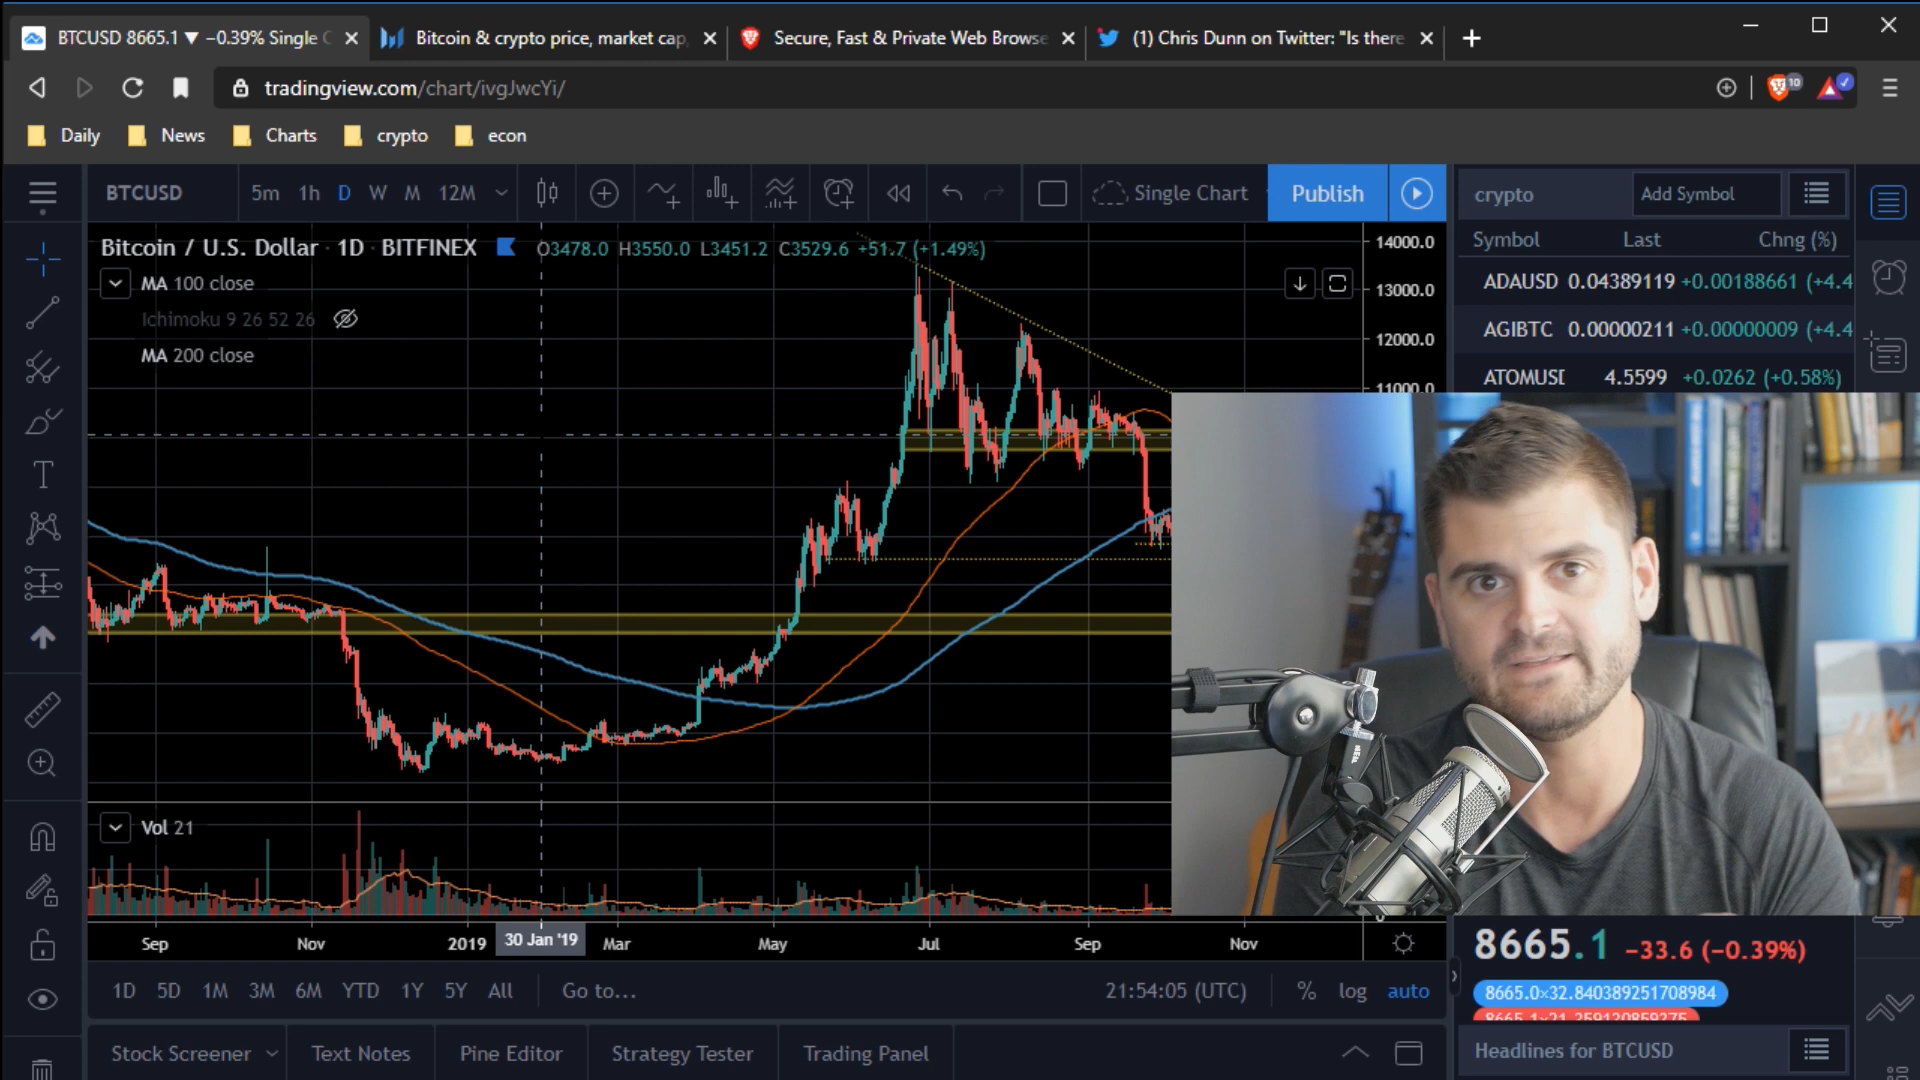 BTCUSD 8665.1 ▼ −0.39% Single C
Bitcoin & crypto price, market cap,
Secure, Fast & Private Web Browse
(1) Chris Dunn on Twitter: "Is there
tradingview.com/chart/ivgJwcYi/
10
Daily News Charts crypto econ
BTCUSD 5m 1h D W M 12M Single Chart Publish
crypto Add Symbol
Symbol Last Chng (%)
Bitcoin / U.S. Dollar · 1D · BITFINEX O3478.0 H3550.0 L3451.2 C3529.6 +51.7 (+1.49%)
MA 100 close
Ichimoku 9 26 52 26
MA 200 close
14000.0
13000.0
12000.0
11000.0
ADAUSD 0.04389119 +0.00188661 (+4.4
AGIBTC 0.00000211 +0.00000009 (+4.4
ATOMUSD 4.5599 +0.0262 (+0.58%)
Vol 21
0
Sep Nov 2019 30 Jan '19 Mar May Jul Sep Nov
8665.1 −33.6 (−0.39%)
8665.0×32.840389251708984
8665.1×21.259120859275
1D 5D 1M 3M 6M YTD 1Y 5Y All Go to... 21:54:05 (UTC) % log auto
Stock Screener Text Notes Pine Editor Strategy Tester Trading Panel
Headlines for BTCUSD